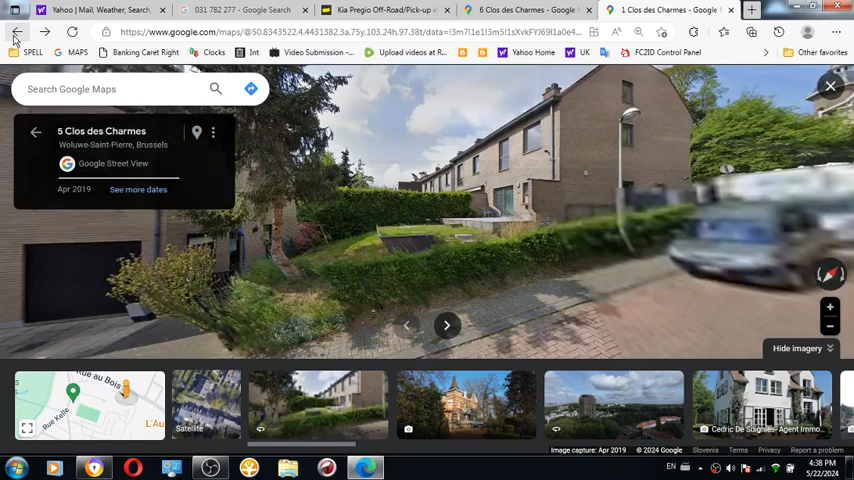 Yahoo | Mail, Weather, Search,
031 782 277 - Google Search
Kia Pregio Off-Road/Pick-up in
6 Clos des Charmes - Google M
1 Clos des Charmes - Google M
https://www.google.com/maps/@50.8343522,4.4431382,3a,75y,103.24h,97.38t/data=!3m7!1e1!3m5!1sXvkFYJ69l1a0e4...
SPELL
MAPS
Banking Caret Right
Clocks
Int
Video Submission -...
Upload videos at R...
Yahoo Home
UK
FC2ID Control Panel
Other favorites
Search Google Maps
5 Clos des Charmes
Woluwe-Saint-Pierre, Brussels
Google Street View
Apr 2019
See more dates
Hide imagery
Rue au Bois
Rue Kelle
L'Au
Satellite
Cedric De Soignies- Agent Immo...
Image capture: Apr 2019 © 2024 Google Slovenia Terms Privacy Report a problem
EN
4:38 PM
5/22/2024